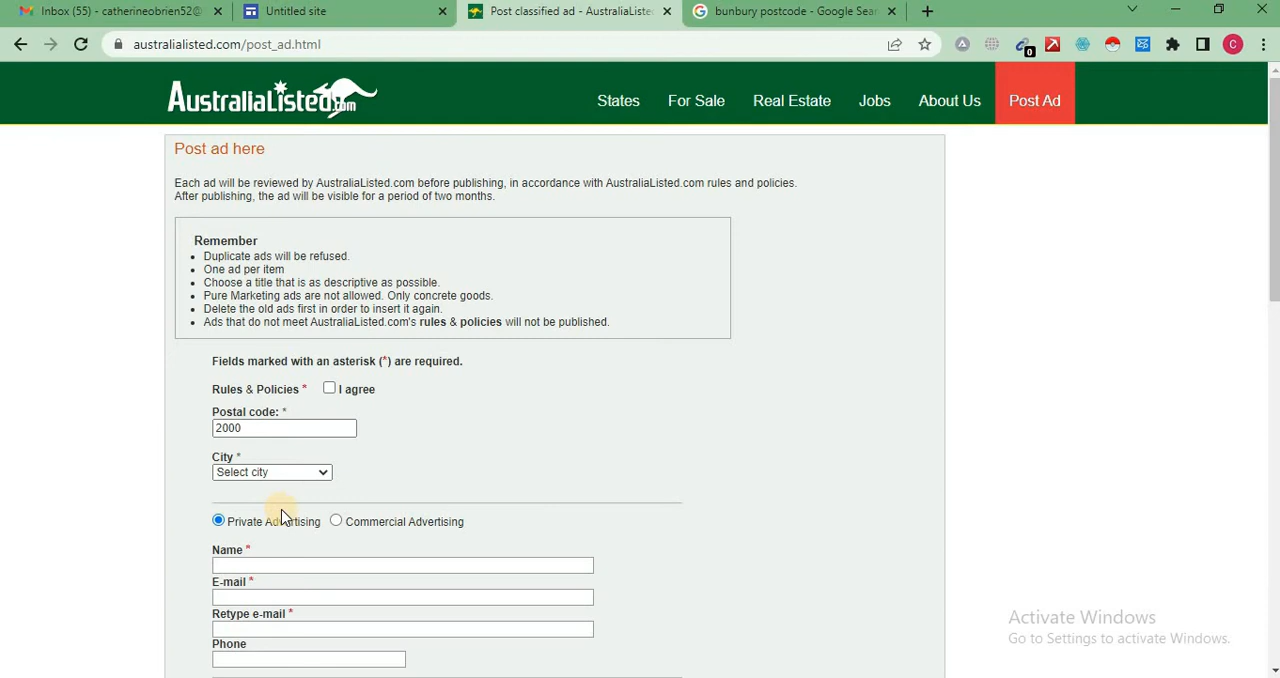 Inbox (55) - catherineobrien52@
Untitled site
Post classified ad - AustraliaListe
bunbury postcode - Google Sear
australialisted.com/post_ad.html
0
C
AustraliaListed.com
States
For Sale
Real Estate
Jobs
About Us
Post Ad
Post ad here
Each ad will be reviewed by AustraliaListed.com before publishing, in accordance with AustraliaListed.com rules and policies.
After publishing, the ad will be visible for a period of two months.
Remember
Duplicate ads will be refused.
One ad per item
Choose a title that is as descriptive as possible.
Pure Marketing ads are not allowed. Only concrete goods.
Delete the old ads first in order to insert it again.
Ads that do not meet AustraliaListed.com's rules & policies will not be published.
Fields marked with an asterisk (*) are required.
Rules & Policies * I agree
Postal code: *
2000
City *
Select city
Private Advertising Commercial Advertising
Name *
E-mail *
Retype e-mail *
Phone
Activate Windows
Go to Settings to activate Windows.